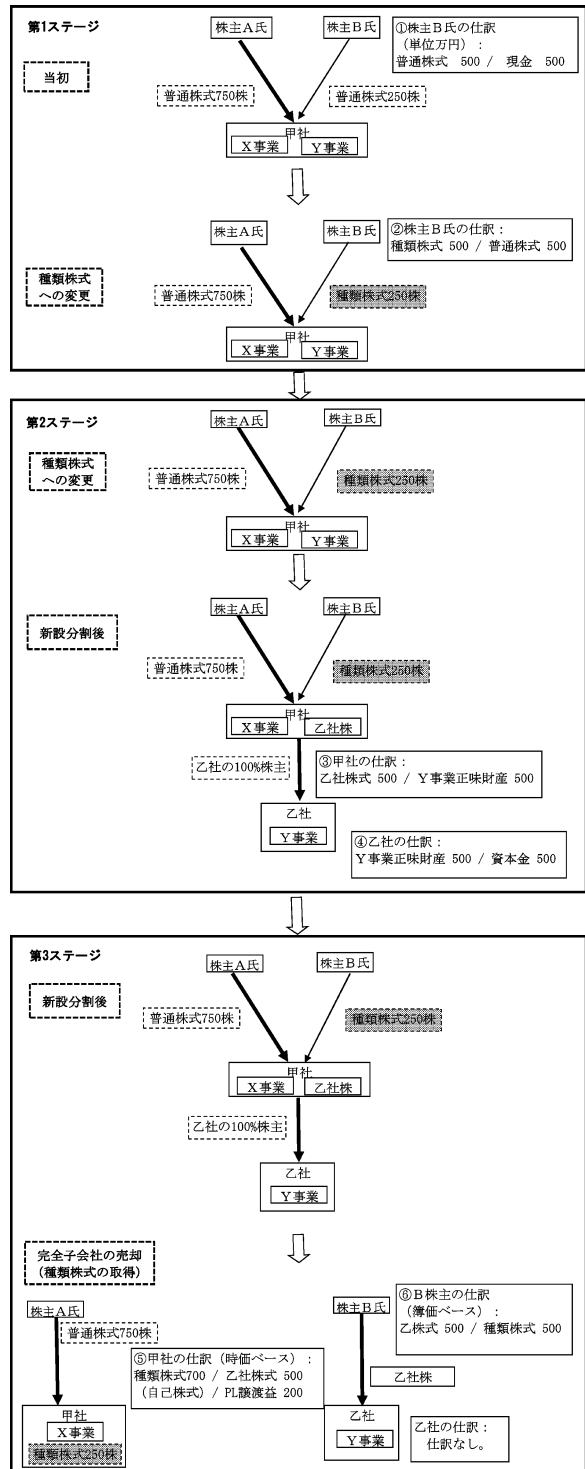 第1ステージ
株主A氏
株主B氏
①株主B氏の仕訳
(単位万円):
普通株式 500 / 現金 500
当初
普通株式750株
普通株式250株
甲社
X事業
Y事業
株主A氏
株主B氏
②株主B氏の仕訳:
種類株式 500 / 普通株式 500
種類株式
への変更
普通株式750株
種類株式250株
甲社
X事業
Y事業
第2ステージ
株主A氏
株主B氏
種類株式
への変更
普通株式750株
種類株式250株
甲社
X事業
Y事業
株主A氏
株主B氏
新設分割後
普通株式750株
種類株式250株
甲社
X事業
乙社株
乙社の100%株主
③甲社の仕訳:
乙社株式 500 / Y事業正味財産 500
乙社
Y事業
④乙社の仕訳:
Y事業正味財産 500 / 資本金 500
第3ステージ
株主A氏
株主B氏
新設分割後
普通株式750株
種類株式250株
甲社
X事業
乙社株
乙社の100%株主
乙社
Y事業
完全子会社の売却
(種類株式の取得)
株主A氏
普通株式750株
株主B氏
⑥B株主の仕訳
(簿価ベース):
乙株式 500 / 種類株式 500
⑤甲社の仕訳(時価ベース):
種類株式700 / 乙社株式 500
(自己株式)/ PL譲渡益 200
乙社株
甲社
X事業
種類株式250株
乙社
Y事業
乙社の仕訳:
仕訳なし。